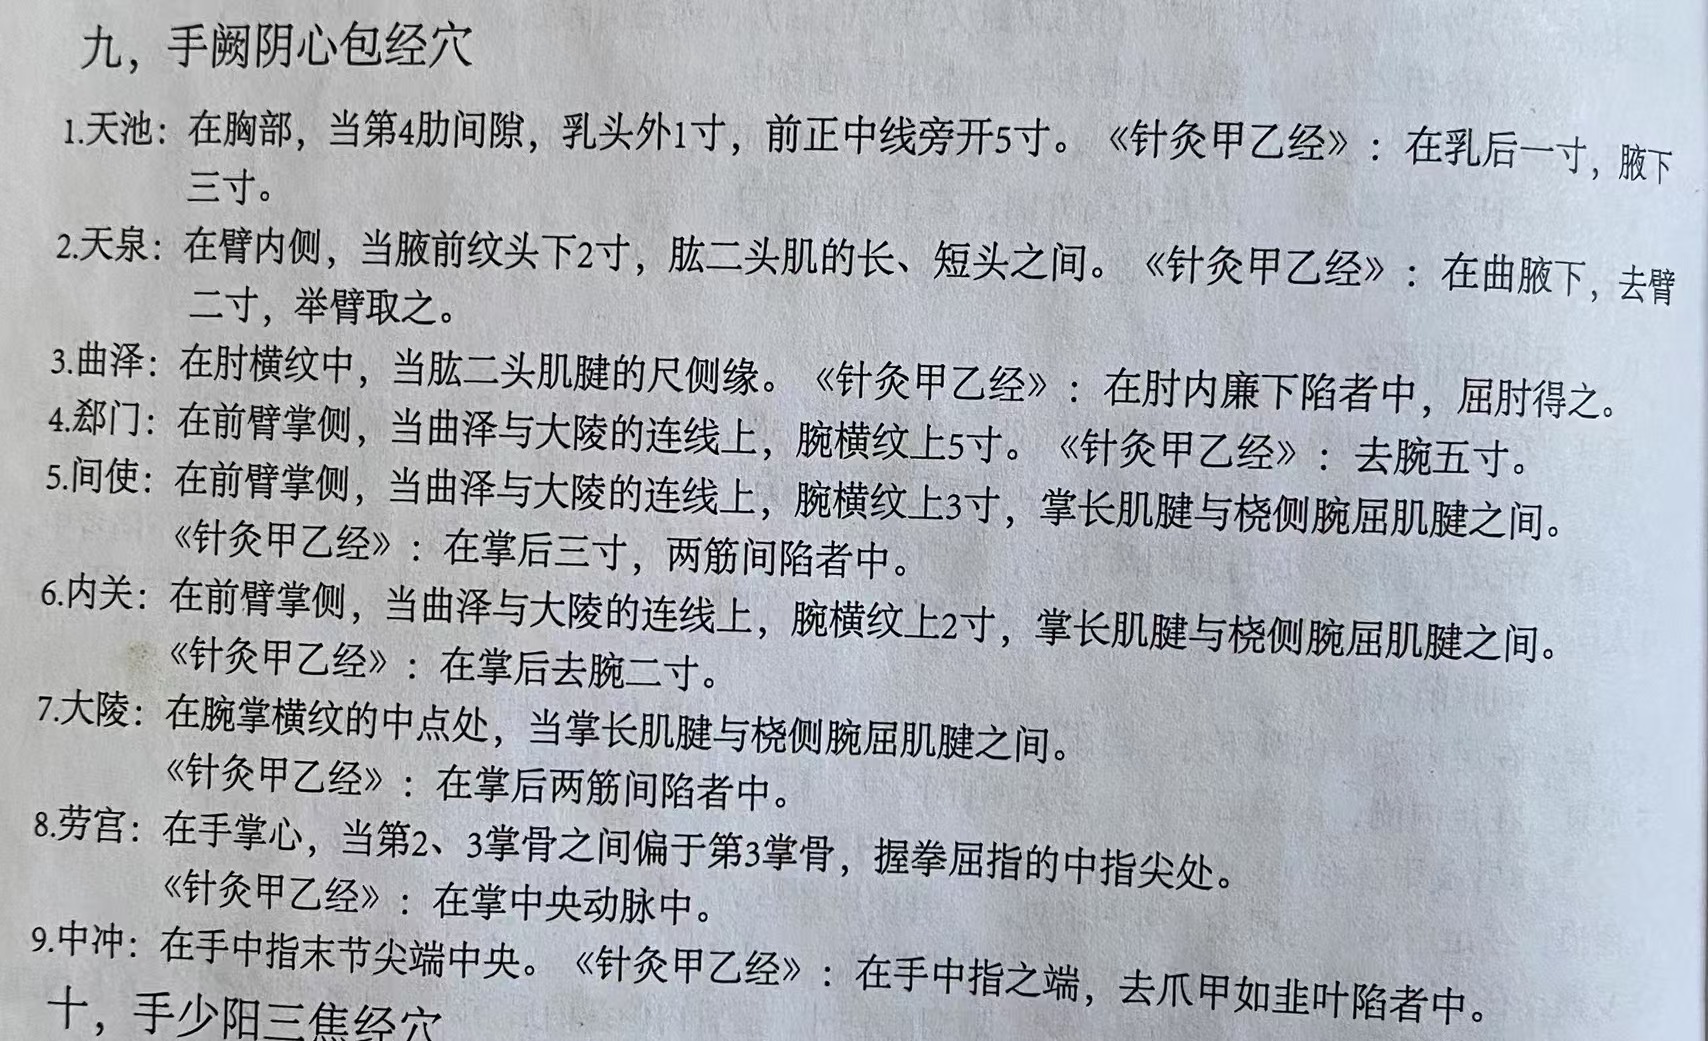 九，手阙阴心包经穴
1.天池：在胸部，当第4肋间隙，乳头外1寸，前正中线旁开5寸。《针灸甲乙经》：在乳后一寸，腋下
三寸。
2.天泉：在臂内侧，当腋前纹头下2寸，肱二头肌的长、短头之间。《针灸甲乙经》：在曲腋下，去臂
二寸，举臂取之。
3.曲泽：在肘横纹中，当肱二头肌腱的尺侧缘。《针灸甲乙经》：在肘内廉下陷者中，屈肘得之。
4.郄门：在前臂掌侧，当曲泽与大陵的连线上，腕横纹上5寸。《针灸甲乙经》：去腕五寸。
5.间使：在前臂掌侧，当曲泽与大陵的连线上，腕横纹上3寸，掌长肌腱与桡侧腕屈肌腱之间。
《针灸甲乙经》：在掌后三寸，两筋间陷者中。
6.内关：在前臂掌侧，当曲泽与大陵的连线上，腕横纹上2寸，掌长肌腱与桡侧腕屈肌腱之间。
《针灸甲乙经》：在掌后去腕二寸。
7.大陵：在腕掌横纹的中点处，当掌长肌腱与桡侧腕屈肌腱之间。
《针灸甲乙经》：在掌后两筋间陷者中。
8.劳宫：在手掌心，当第2、3掌骨之间偏于第3掌骨，握拳屈指的中指尖处。
《针灸甲乙经》：在掌中央动脉中。
9.中冲：在手中指末节尖端中央。《针灸甲乙经》：在手中指之端，去爪甲如韭叶陷者中。
十，手少阳三焦经穴